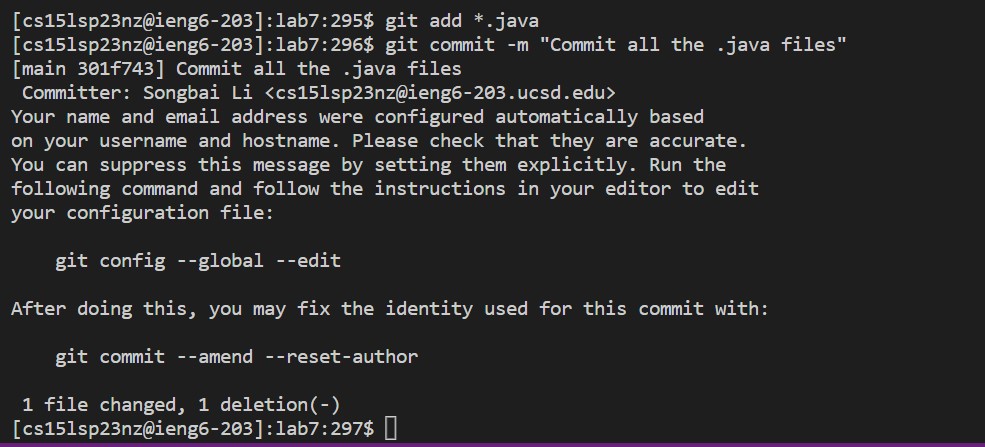 [cs15lsp23nz@ieng6-203]:lab7:295$ git add *.java
[cs15lsp23nz@ieng6-203]:lab7:296$ git commit -m "Commit all the .java files"
[main 301f743] Commit all the .java files
 Committer: Songbai Li <cs15lsp23nz@ieng6-203.ucsd.edu>
Your name and email address were configured automatically based
on your username and hostname. Please check that they are accurate.
You can suppress this message by setting them explicitly. Run the
following command and follow the instructions in your editor to edit
your configuration file:

    git config --global --edit

After doing this, you may fix the identity used for this commit with:

    git commit --amend --reset-author

 1 file changed, 1 deletion(-)
[cs15lsp23nz@ieng6-203]:lab7:297$